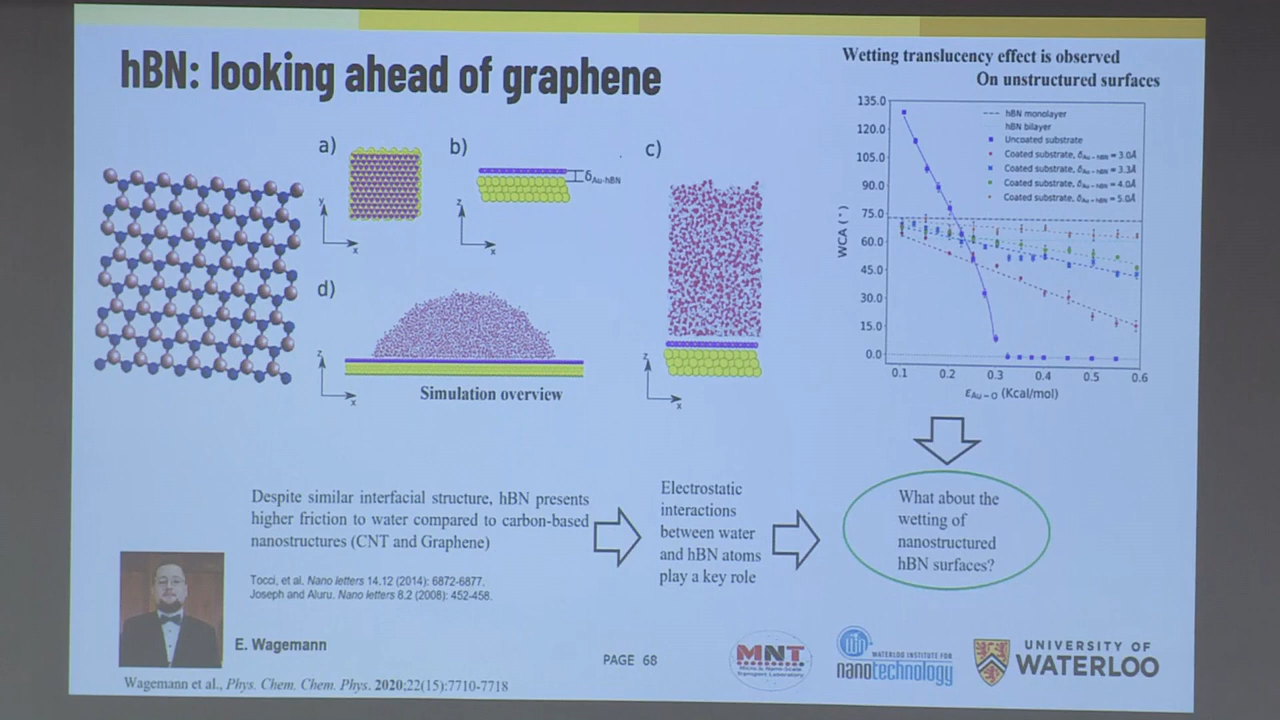 hBN: looking ahead of graphene
Wetting translucency effect is observed
On unstructured surfaces
a)
b)
c)
d)
δAu-hBN
y
x
z
x
z
x
z
x
Simulation overview
135.0
120.0
105.0
90.0
75.0
60.0
45.0
30.0
15.0
0.0
WCA (°)
hBN monolayer
hBN bilayer
Uncoated substrate
Coated substrate, δAu−hBN = 3.0Å
Coated substrate, δAu−hBN = 3.3Å
Coated substrate, δAu−hBN = 4.0Å
Coated substrate, δAu−hBN = 5.0Å
0.1 0.2 0.3 0.4 0.5 0.6
εAu−O (Kcal/mol)
Despite similar interfacial structure, hBN presents
higher friction to water compared to carbon-based
nanostructures (CNT and Graphene)
Tocci, et al. Nano letters 14.12 (2014): 6872-6877.
Joseph and Aluru. Nano letters 8.2 (2008): 452-458.
Electrostatic
interactions
between water
and hBN atoms
play a key role
What about the
wetting of
nanostructured
hBN surfaces?
E. Wagemann
Wagemann et al., Phys. Chem. Chem. Phys. 2020;22(15):7710-7718
PAGE 68
MNT
Micro & Nano-Scale
Transport Laboratory
WATERLOO INSTITUTE FOR
nanotechnology
UNIVERSITY OF
WATERLOO